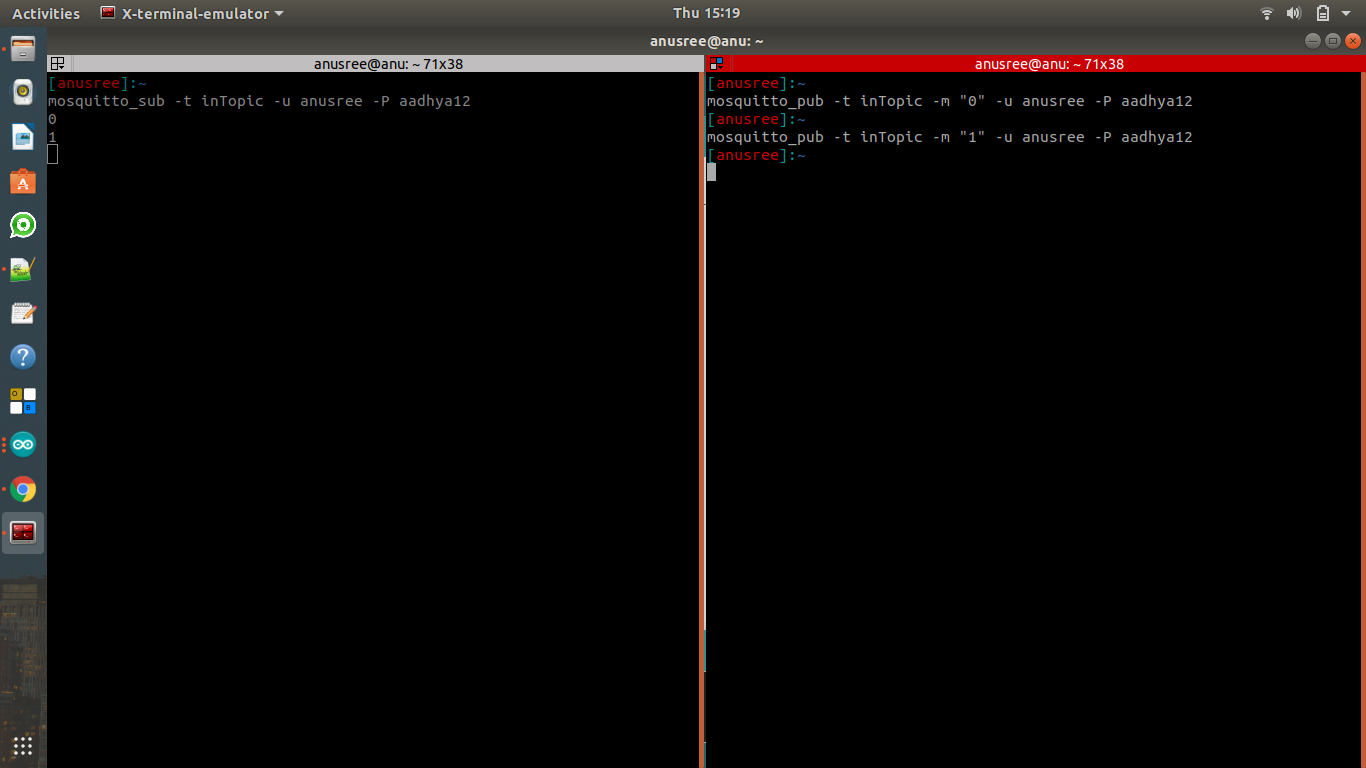 Activities X-terminal-emulator Thu 15:19
anusree@anu: ~
anusree@anu: ~ 71x38
[anusree]:~
mosquitto_sub -t inTopic -u anusree -P aadhya12
0
1
anusree@anu: ~ 71x38
[anusree]:~
mosquitto_pub -t inTopic -m "0" -u anusree -P aadhya12
[anusree]:~
mosquitto_pub -t inTopic -m "1" -u anusree -P aadhya12
[anusree]:~